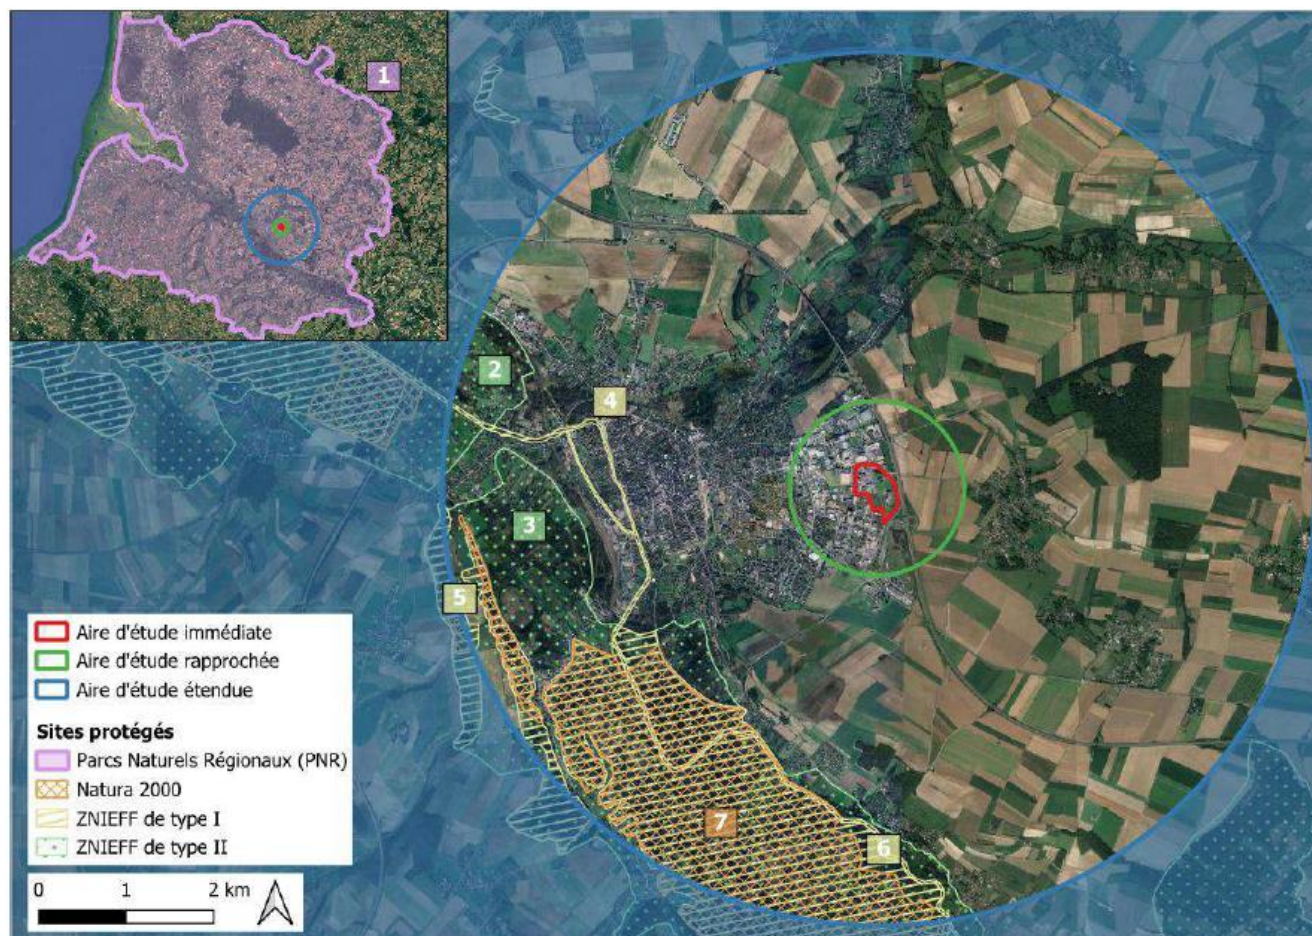 1
2
4
3
5
7
6
Aire d'étude immédiate
Aire d'étude rapprochée
Aire d'étude étendue
Sites protégés
Parcs Naturels Régionaux (PNR)
Natura 2000
ZNIEFF de type I
ZNIEFF de type II
0 1 2 km